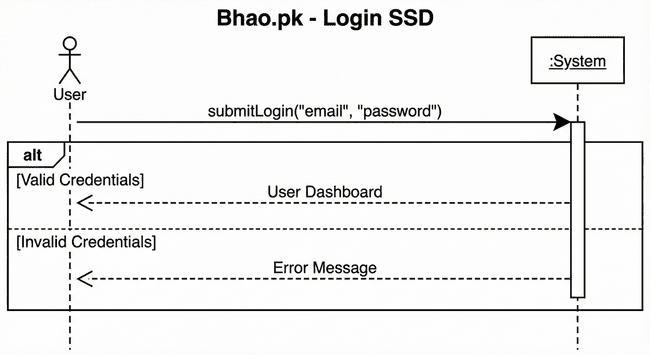 Bhao.pk - Login SSD
User
:System
submitLogin("email", "password")
alt
[Valid Credentials]
User Dashboard
[Invalid Credentials]
Error Message